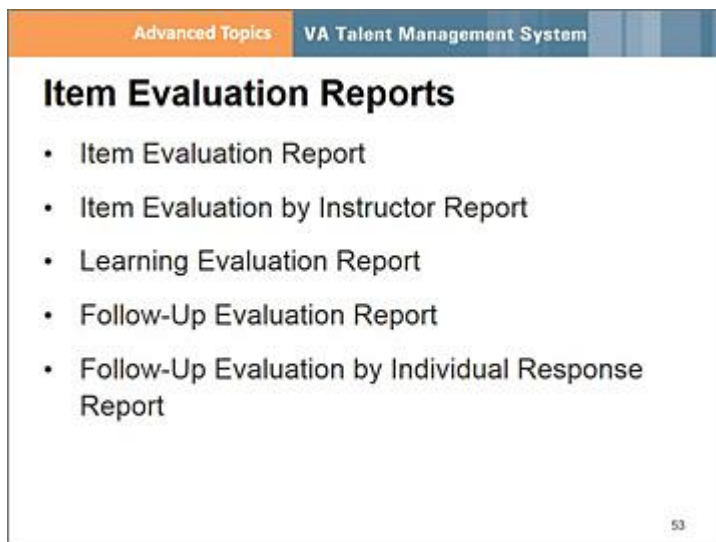 Advanced Topics VA Talent Management System
Item Evaluation Reports
• Item Evaluation Report
• Item Evaluation by Instructor Report
• Learning Evaluation Report
• Follow-Up Evaluation Report
• Follow-Up Evaluation by Individual Response
Report
53